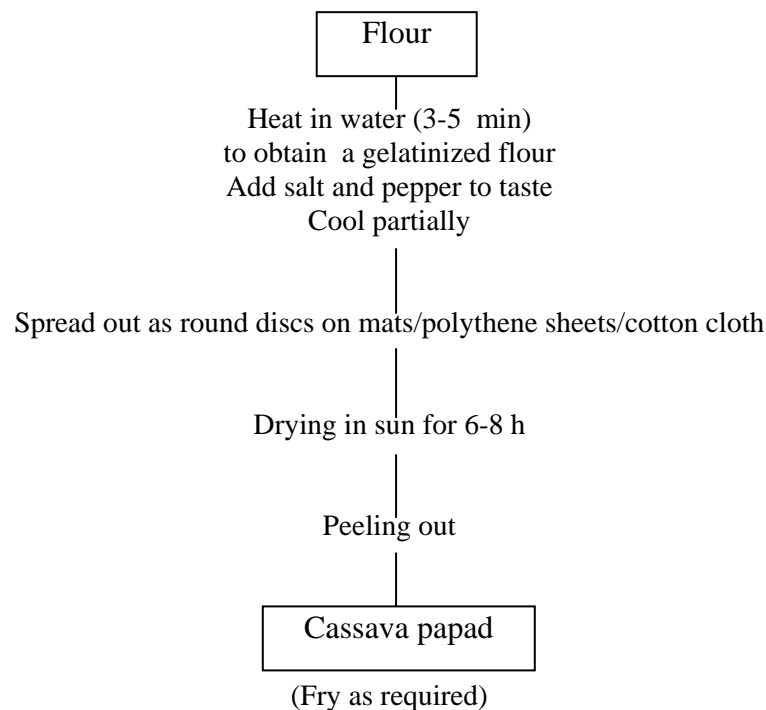 Flour
Heat in water (3-5 min)
to obtain a gelatinized flour
Add salt and pepper to taste
Cool partially
Spread out as round discs on mats/polythene sheets/cotton cloth
Drying in sun for 6-8 h
Peeling out
Cassava papad
(Fry as required)